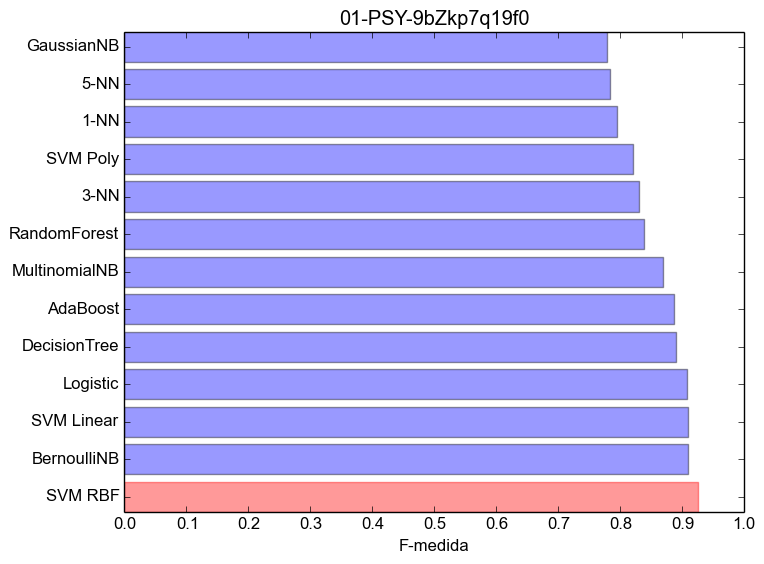 01-PSY-9bZkp7q19f0
GaussianNB
5-NN
1-NN
SVM Poly
3-NN
RandomForest
MultinomialNB
AdaBoost
DecisionTree
Logistic
SVM Linear
BernoulliNB
SVM RBF
0.0 0.1 0.2 0.3 0.4 0.5 0.6 0.7 0.8 0.9 1.0
F-medida